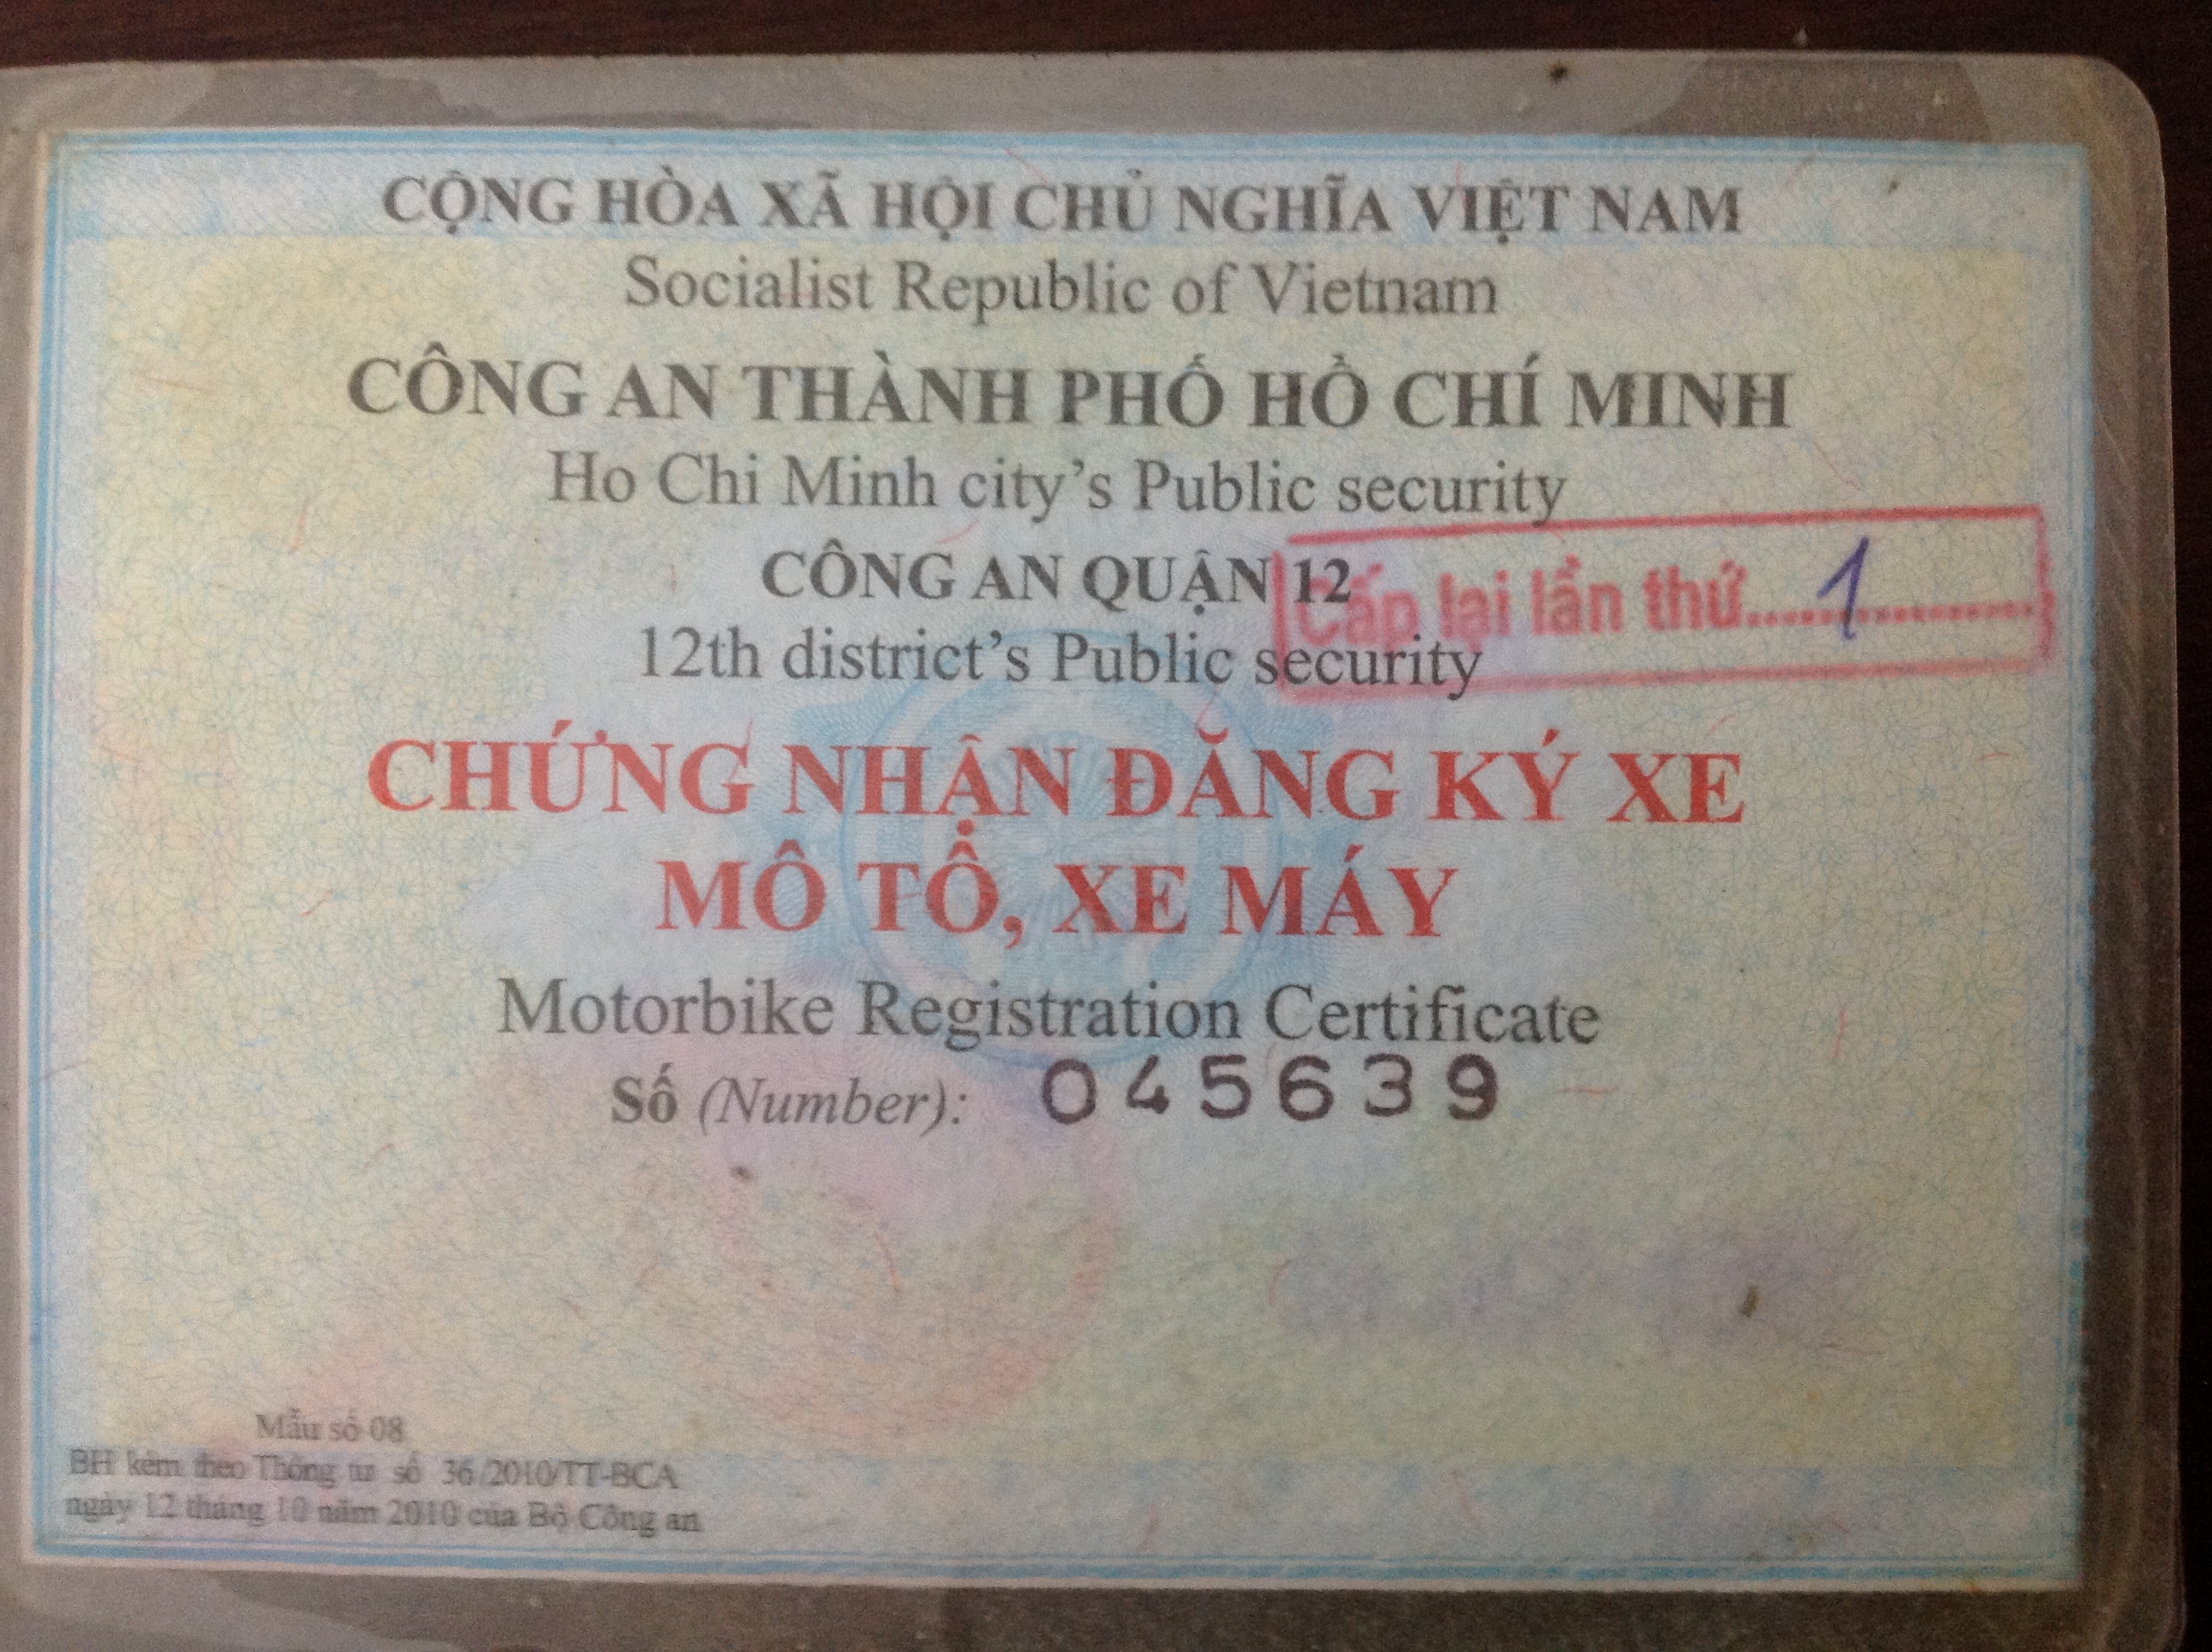 CỘNG HÒA XÃ HỘI CHỦ NGHĨA VIỆT NAM
Socialist Republic of Vietnam
CÔNG AN THÀNH PHỐ HỒ CHÍ MINH
Ho Chi Minh city's Public security
CÔNG AN QUẬN 12
Cấp lại lần thứ......1............
12th district's Public security
CHỨNG NHẬN ĐĂNG KÝ XE
MÔ TÔ, XE MÁY
Motorbike Registration Certificate
Số (Number): 045639
Mẫu số 08
BH kèm theo Thông tư số 36/2010/TT-BCA
ngày 12 tháng 10 năm 2010 của Bộ Công an